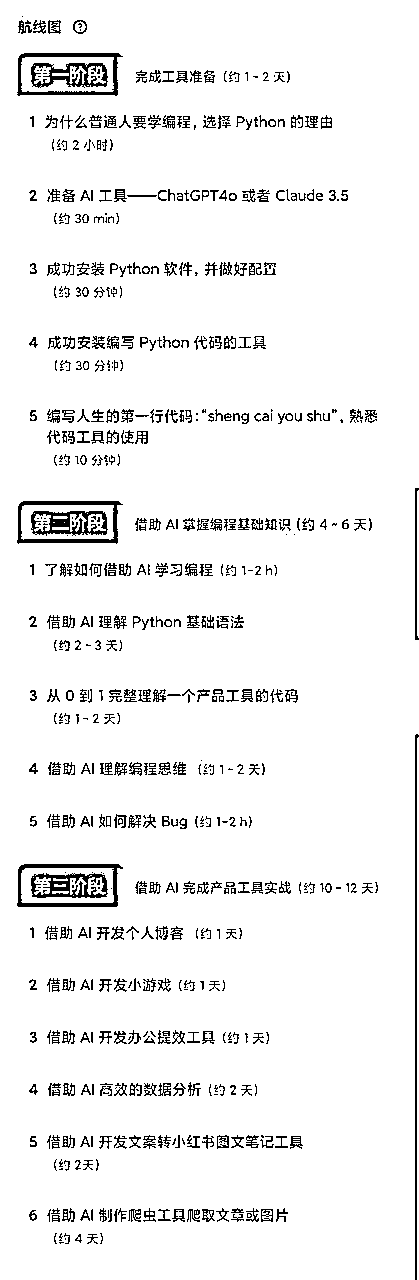 航线图 ?
第一阶段 完成工具准备（约 1 ~ 2 天）
1 为什么普通人要学编程，选择 Python 的理由
（约 2 小时）
2 准备 AI 工具——ChatGPT4o 或者 Claude 3.5
（约 30 min）
3 成功安装 Python 软件，并做好配置
（约 30 分钟）
4 成功安装编写 Python 代码的工具
（约 30 分钟）
5 编写人生的第一行代码：“sheng cai you shu”，熟悉
代码工具的使用
（约 10 分钟）
第二阶段 借助 AI 掌握编程基础知识（约 4 ~ 6 天）
1 了解如何借助 AI 学习编程（约 1-2 h）
2 借助 AI 理解 Python 基础语法
（约 2 ~ 3 天）
3 从 0 到 1 完整理解一个产品工具的代码
（约 1 ~ 2 天）
4 借助 AI 理解编程思维（约 1 ~ 2 天）
5 借助 AI 如何解决 Bug（约 1-2 h）
第三阶段 借助 AI 完成产品工具实战（约 10 ~ 12 天）
1 借助 AI 开发个人博客（约 1 天）
2 借助 AI 开发小游戏（约 1 天）
3 借助 AI 开发办公提效工具（约 1 天）
4 借助 AI 高效的数据分析（约 2 天）
5 借助 AI 开发文案转小红书图文笔记工具
（约 2天）
6 借助 AI 制作爬虫工具爬取文章或图片
（约 4 天）